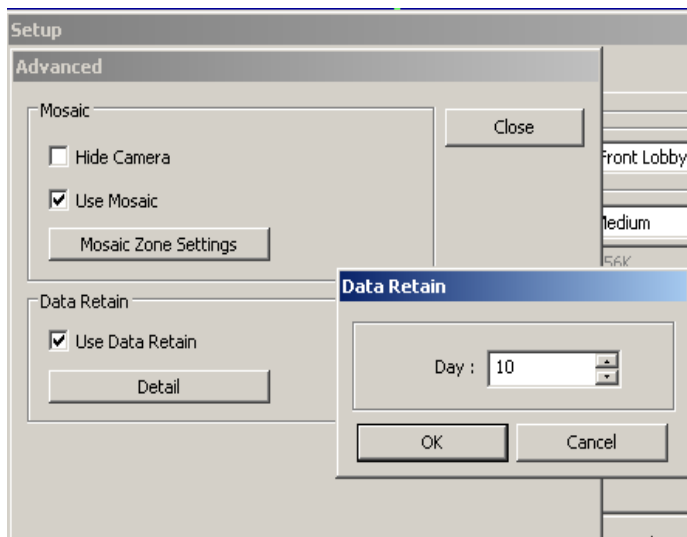 Setup
Advanced
Mosaic
Close
Hide Camera
Front Lobby
Use Mosaic
Medium
Mosaic Zone Settings
56K
Data Retain
Data Retain
Use Data Retain
Day : 10
Detail
OK Cancel